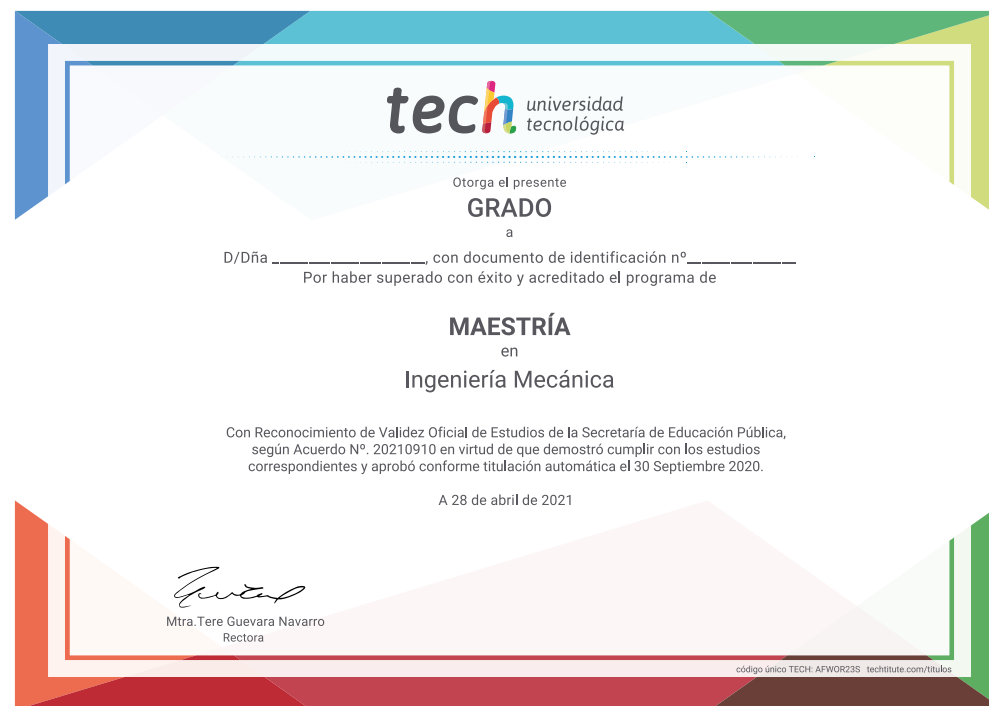 tech universidad
tecnológica
Otorga el presente
GRADO
a
D/Dña ____________________, con documento de identificación nº______________
Por haber superado con éxito y acreditado el programa de
MAESTRÍA
en
Ingeniería Mecánica
Con Reconocimiento de Validez Oficial de Estudios de la Secretaría de Educación Pública,
según Acuerdo Nº. 20210910 en virtud de que demostró cumplir con los estudios
correspondientes y aprobó conforme titulación automática el 30 Septiembre 2020.
A 28 de abril de 2021
Mtra.Tere Guevara Navarro
Rectora
código único TECH: AFWOR23S techtitute.com/titulos